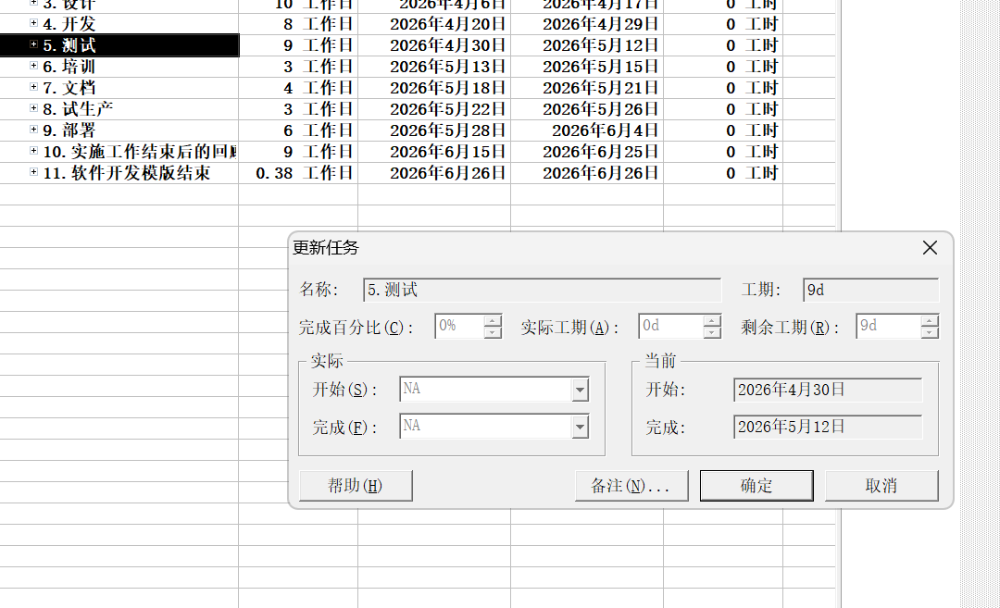 3. 设计 10 工作日 2026年4月6日 2026年4月17日 0 工时
4. 开发 8 工作日 2026年4月20日 2026年4月29日 0 工时
5. 测试 9 工作日 2026年4月30日 2026年5月12日 0 工时
6. 培训 3 工作日 2026年5月13日 2026年5月15日 0 工时
7. 文档 4 工作日 2026年5月18日 2026年5月21日 0 工时
8. 试生产 3 工作日 2026年5月22日 2026年5月26日 0 工时
9. 部署 6 工作日 2026年5月28日 2026年6月4日 0 工时
10. 实施工作结束后的回 9 工作日 2026年6月15日 2026年6月25日 0 工时
11. 软件开发模版结束 0.38 工作日 2026年6月26日 2026年6月26日 0 工时
更新任务
名称: 5.测试 工期: 9d
完成百分比(C): 0% 实际工期(A): 0d 剩余工期(R): 9d
实际 当前
开始(S): NA 开始: 2026年4月30日
完成(F): NA 完成: 2026年5月12日
帮助(H) 备注(N)... 确定 取消